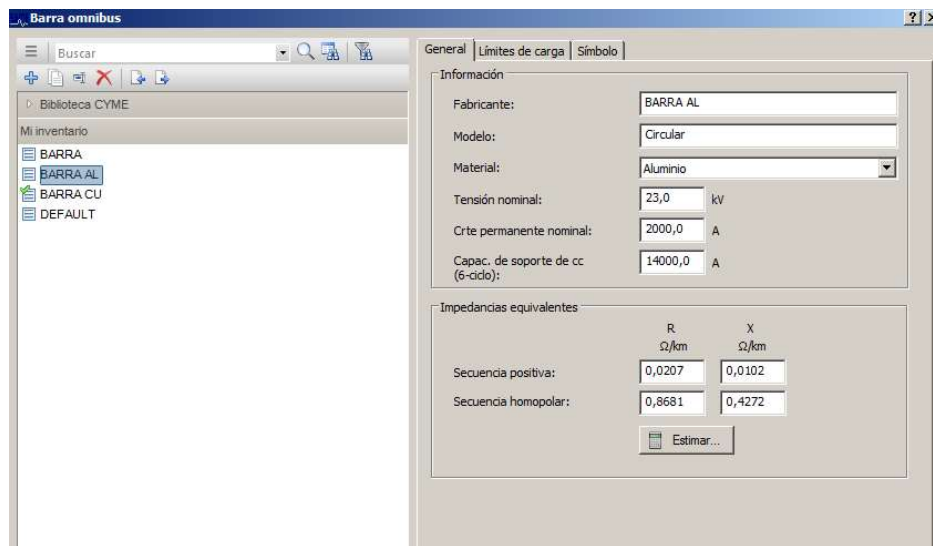 Barra omnibus
Buscar
Biblioteca CYME
Mi inventario
BARRA
BARRA AL
BARRA CU
DEFAULT
General Límites de carga Símbolo
Información
Fabricante: BARRA AL
Modelo: Circular
Material: Aluminio
Tensión nominal: 23,0 kV
Crte permanente nominal: 2000,0 A
Capac. de soporte de cc
(6-ciclo): 14000,0 A
Impedancias equivalentes
R X
Ω/km Ω/km
Secuencia positiva: 0,0207 0,0102
Secuencia homopolar: 0,8681 0,4272
Estimar...